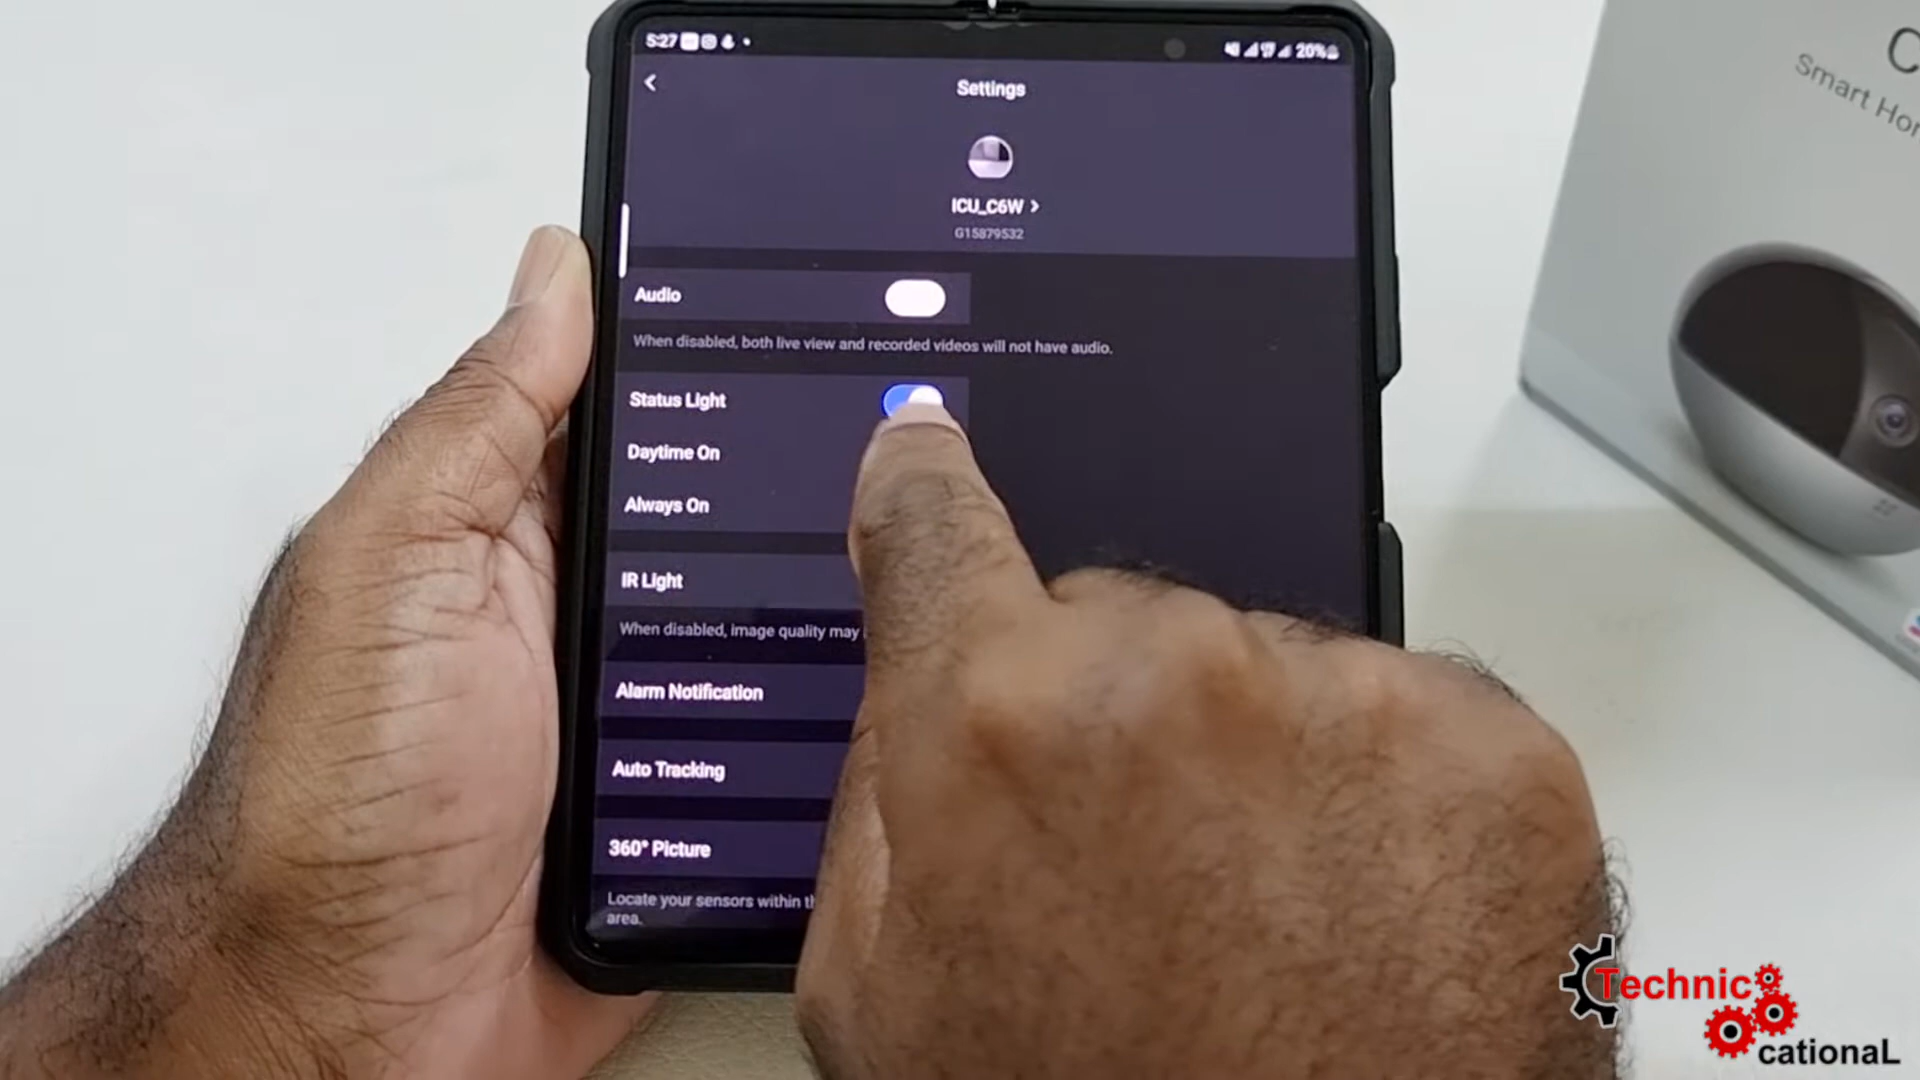 5:27
20%
Settings
ICU_C6W >
G15879532
Audio
When disabled, both live view and recorded videos will not have audio.
Status Light
Daytime On
Always On
IR Light
When disabled, image quality may
Alarm Notification
Auto Tracking
360° Picture
Locate your sensors within
area.
C
Smart Hom
Technic
cationaL